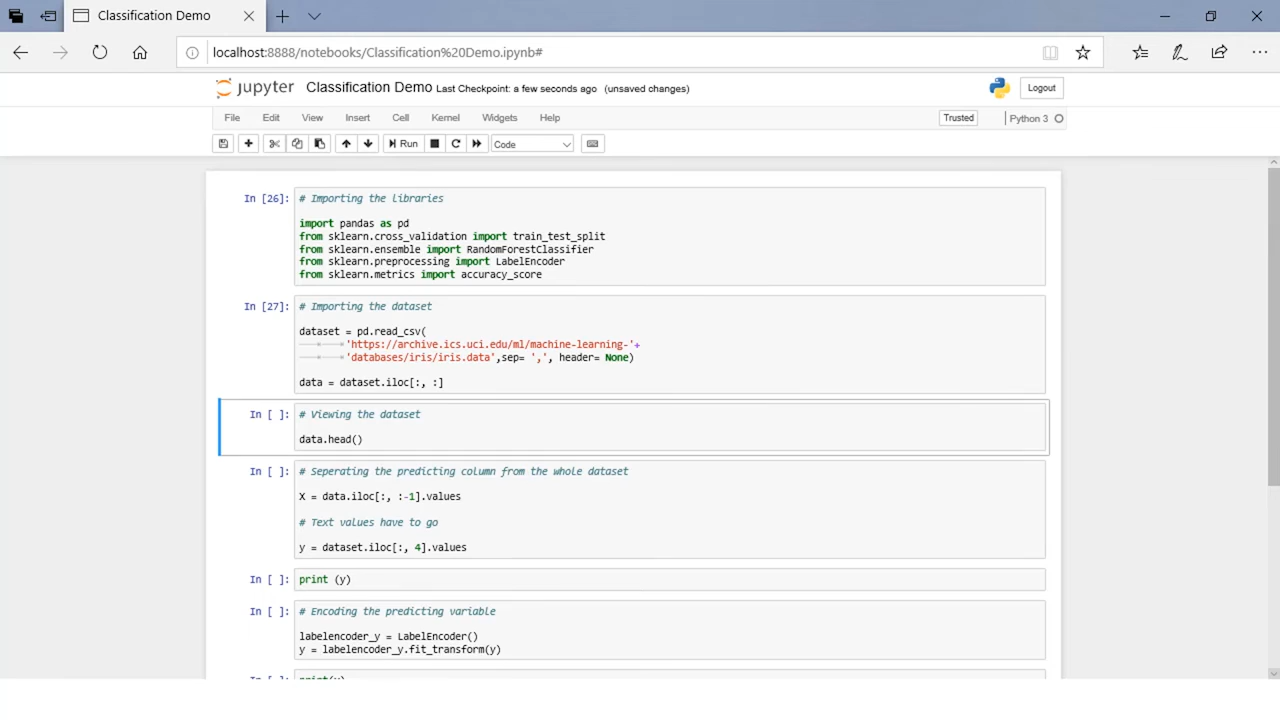 Classification Demo
localhost:8888/notebooks/Classification%20Demo.ipynb#
jupyter Classification Demo Last Checkpoint: a few seconds ago (unsaved changes)
Logout
File Edit View Insert Cell Kernel Widgets Help
Trusted Python 3
Run Code
In [26]: # Importing the libraries
import pandas as pd
from sklearn.cross_validation import train_test_split
from sklearn.ensemble import RandomForestClassifier
from sklearn.preprocessing import LabelEncoder
from sklearn.metrics import accuracy_score
In [27]: # Importing the dataset
dataset = pd.read_csv(
'https://archive.ics.uci.edu/ml/machine-learning-'+
'databases/iris/iris.data',sep= ',', header= None)
data = dataset.iloc[:, :]
In [ ]: # Viewing the dataset
data.head()
In [ ]: # Seperating the predicting column from the whole dataset
X = data.iloc[:, :-1].values
# Text values have to go
y = dataset.iloc[:, 4].values
In [ ]: print (y)
In [ ]: # Encoding the predicting variable
labelencoder_y = LabelEncoder()
y = labelencoder_y.fit_transform(y)